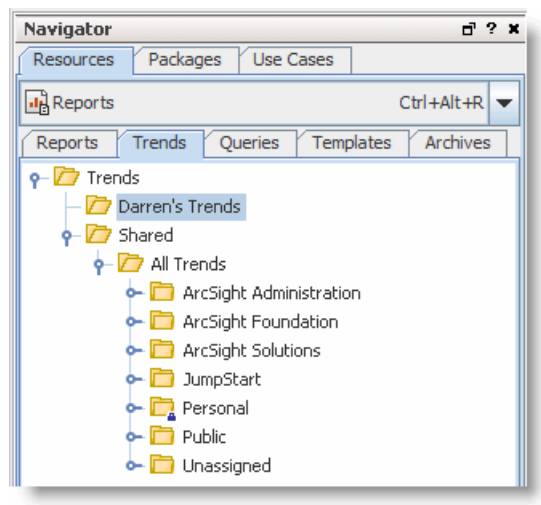 Navigator ?
Resources Packages Use Cases
Reports Ctrl+Alt+R
Reports Trends Queries Templates Archives
Trends
Darren's Trends
Shared
All Trends
ArcSight Administration
ArcSight Foundation
ArcSight Solutions
JumpStart
Personal
Public
Unassigned